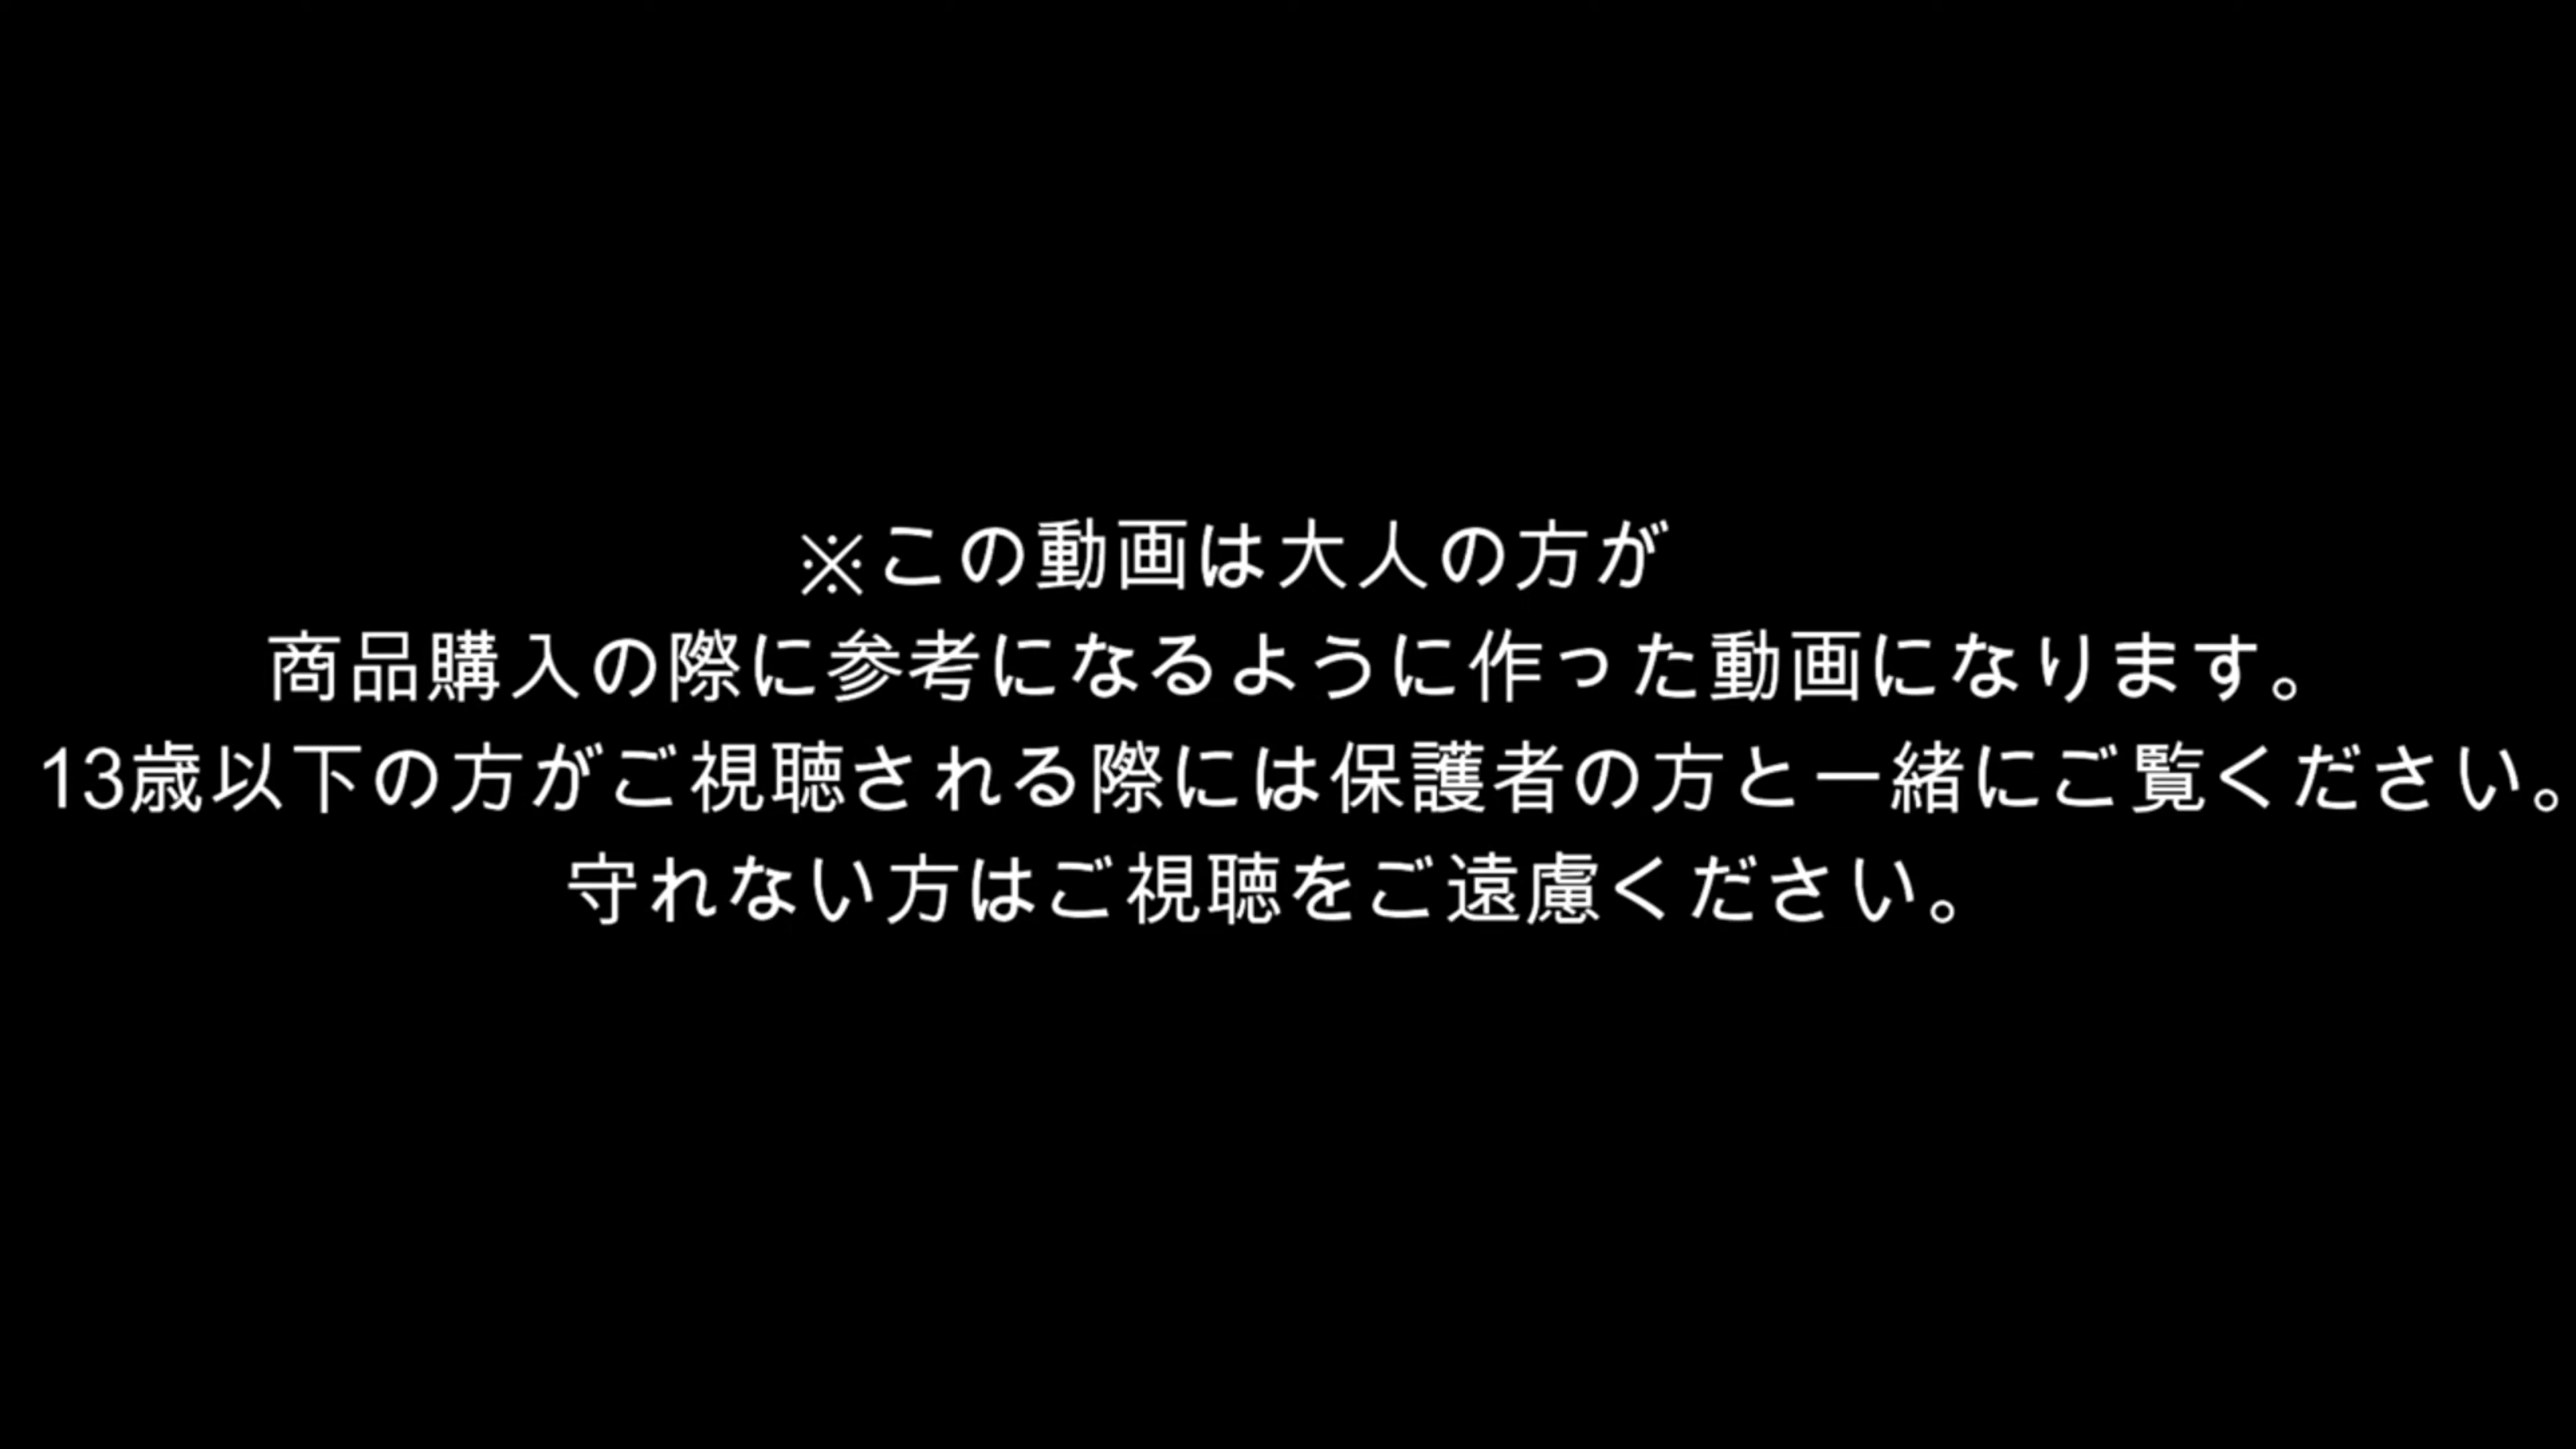 ※この動画は大人の方が
商品購入の際に参考になるように作った動画になります。
13歳以下の方がご視聴される際には保護者の方と一緒にご覧ください。
守れない方はご視聴をご遠慮ください。